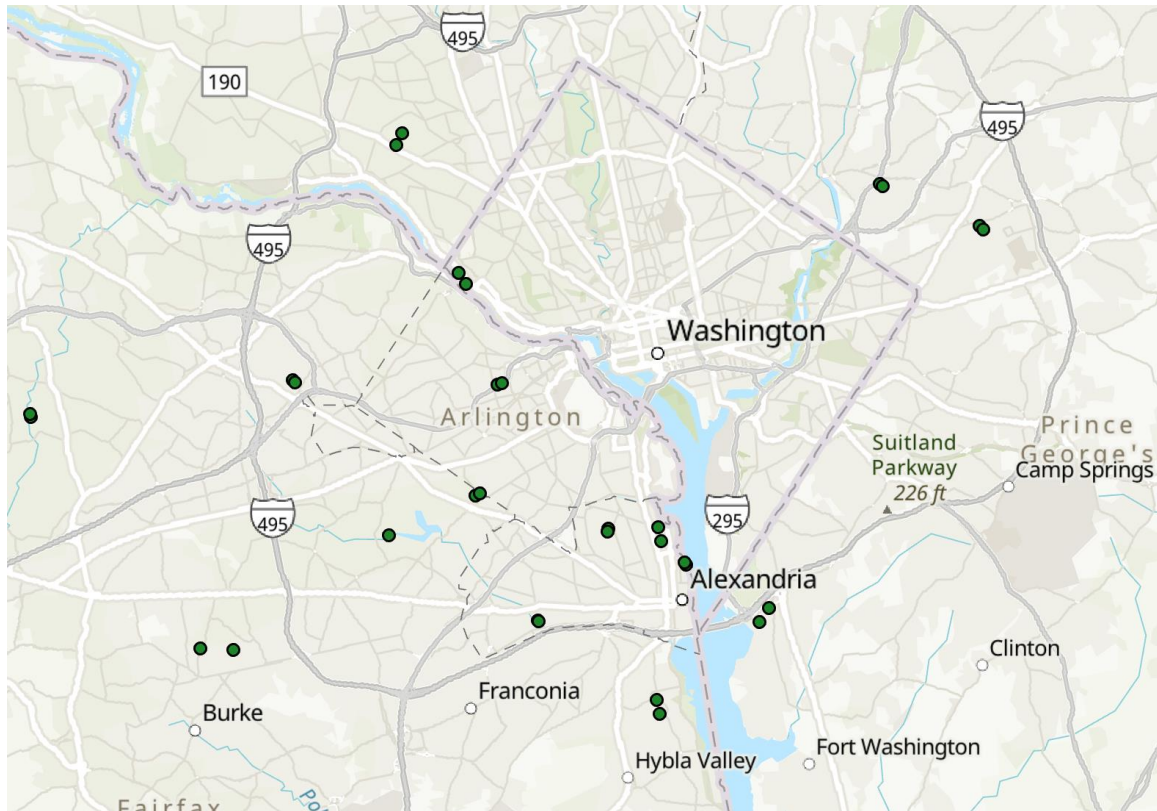 495
190
495
495
Washington
Arlington
Prince
George's
Suitland
Parkway
226 ft
Camp Springs
495
295
Alexandria
Clinton
Franconia
Burke
Fort Washington
Hybla Valley
Fairfax